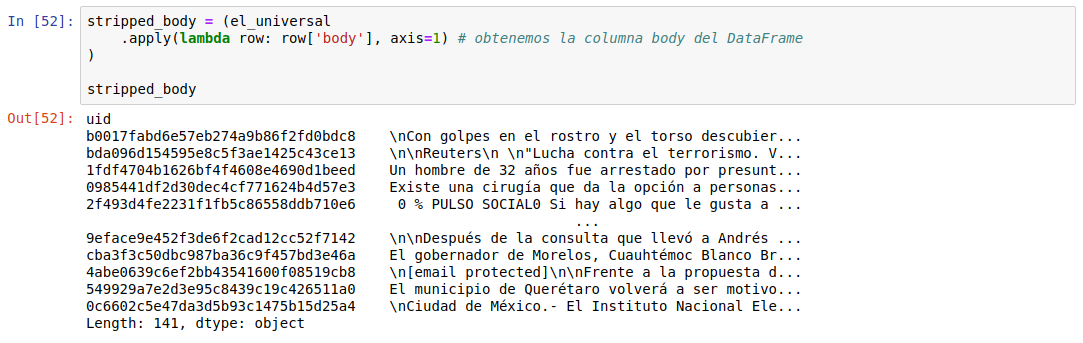 In [52]: stripped_body = (el_universal
    .apply(lambda row: row['body'], axis=1) # obtenemos la columna body del DataFrame
)
stripped_body
Out[52]: uid
b0017fabd6e57eb274a9b86f2fd0bdc8    \nCon golpes en el rostro y el torso descubier...
bda096d154595e8c5f3ae1425c43ce13    \n\nReuters\n \n"Lucha contra el terrorismo. V...
1fdf4704b1626bf4f4608e4690d1beed    Un hombre de 32 años fue arrestado por presunt...
0985441df2d30dec4cf771624b4d57e3    Existe una cirugía que da la opción a personas...
2f493d4fe2231f1fb5c86558ddb710e6     0 % PULSO SOCIAL0 Si hay algo que le gusta a ...
...
9eface9e452f3de6f2cad12cc52f7142    \n\nDespués de la consulta que llevó a Andrés ...
cba3f3c50dbc987ba36c9f457bd3e46a    El gobernador de Morelos, Cuauhtémoc Blanco Br...
4abe0639c6ef2bb43541600f08519cb8    \n[email protected]\n\nFrente a la propuesta d...
549929a7e2d3e95c8439c19c426511a0    El municipio de Querétaro volverá a ser motivo...
0c6602c5e47da3d5b93c1475b15d25a4    \nCiudad de México.- El Instituto Nacional Ele...
Length: 141, dtype: object